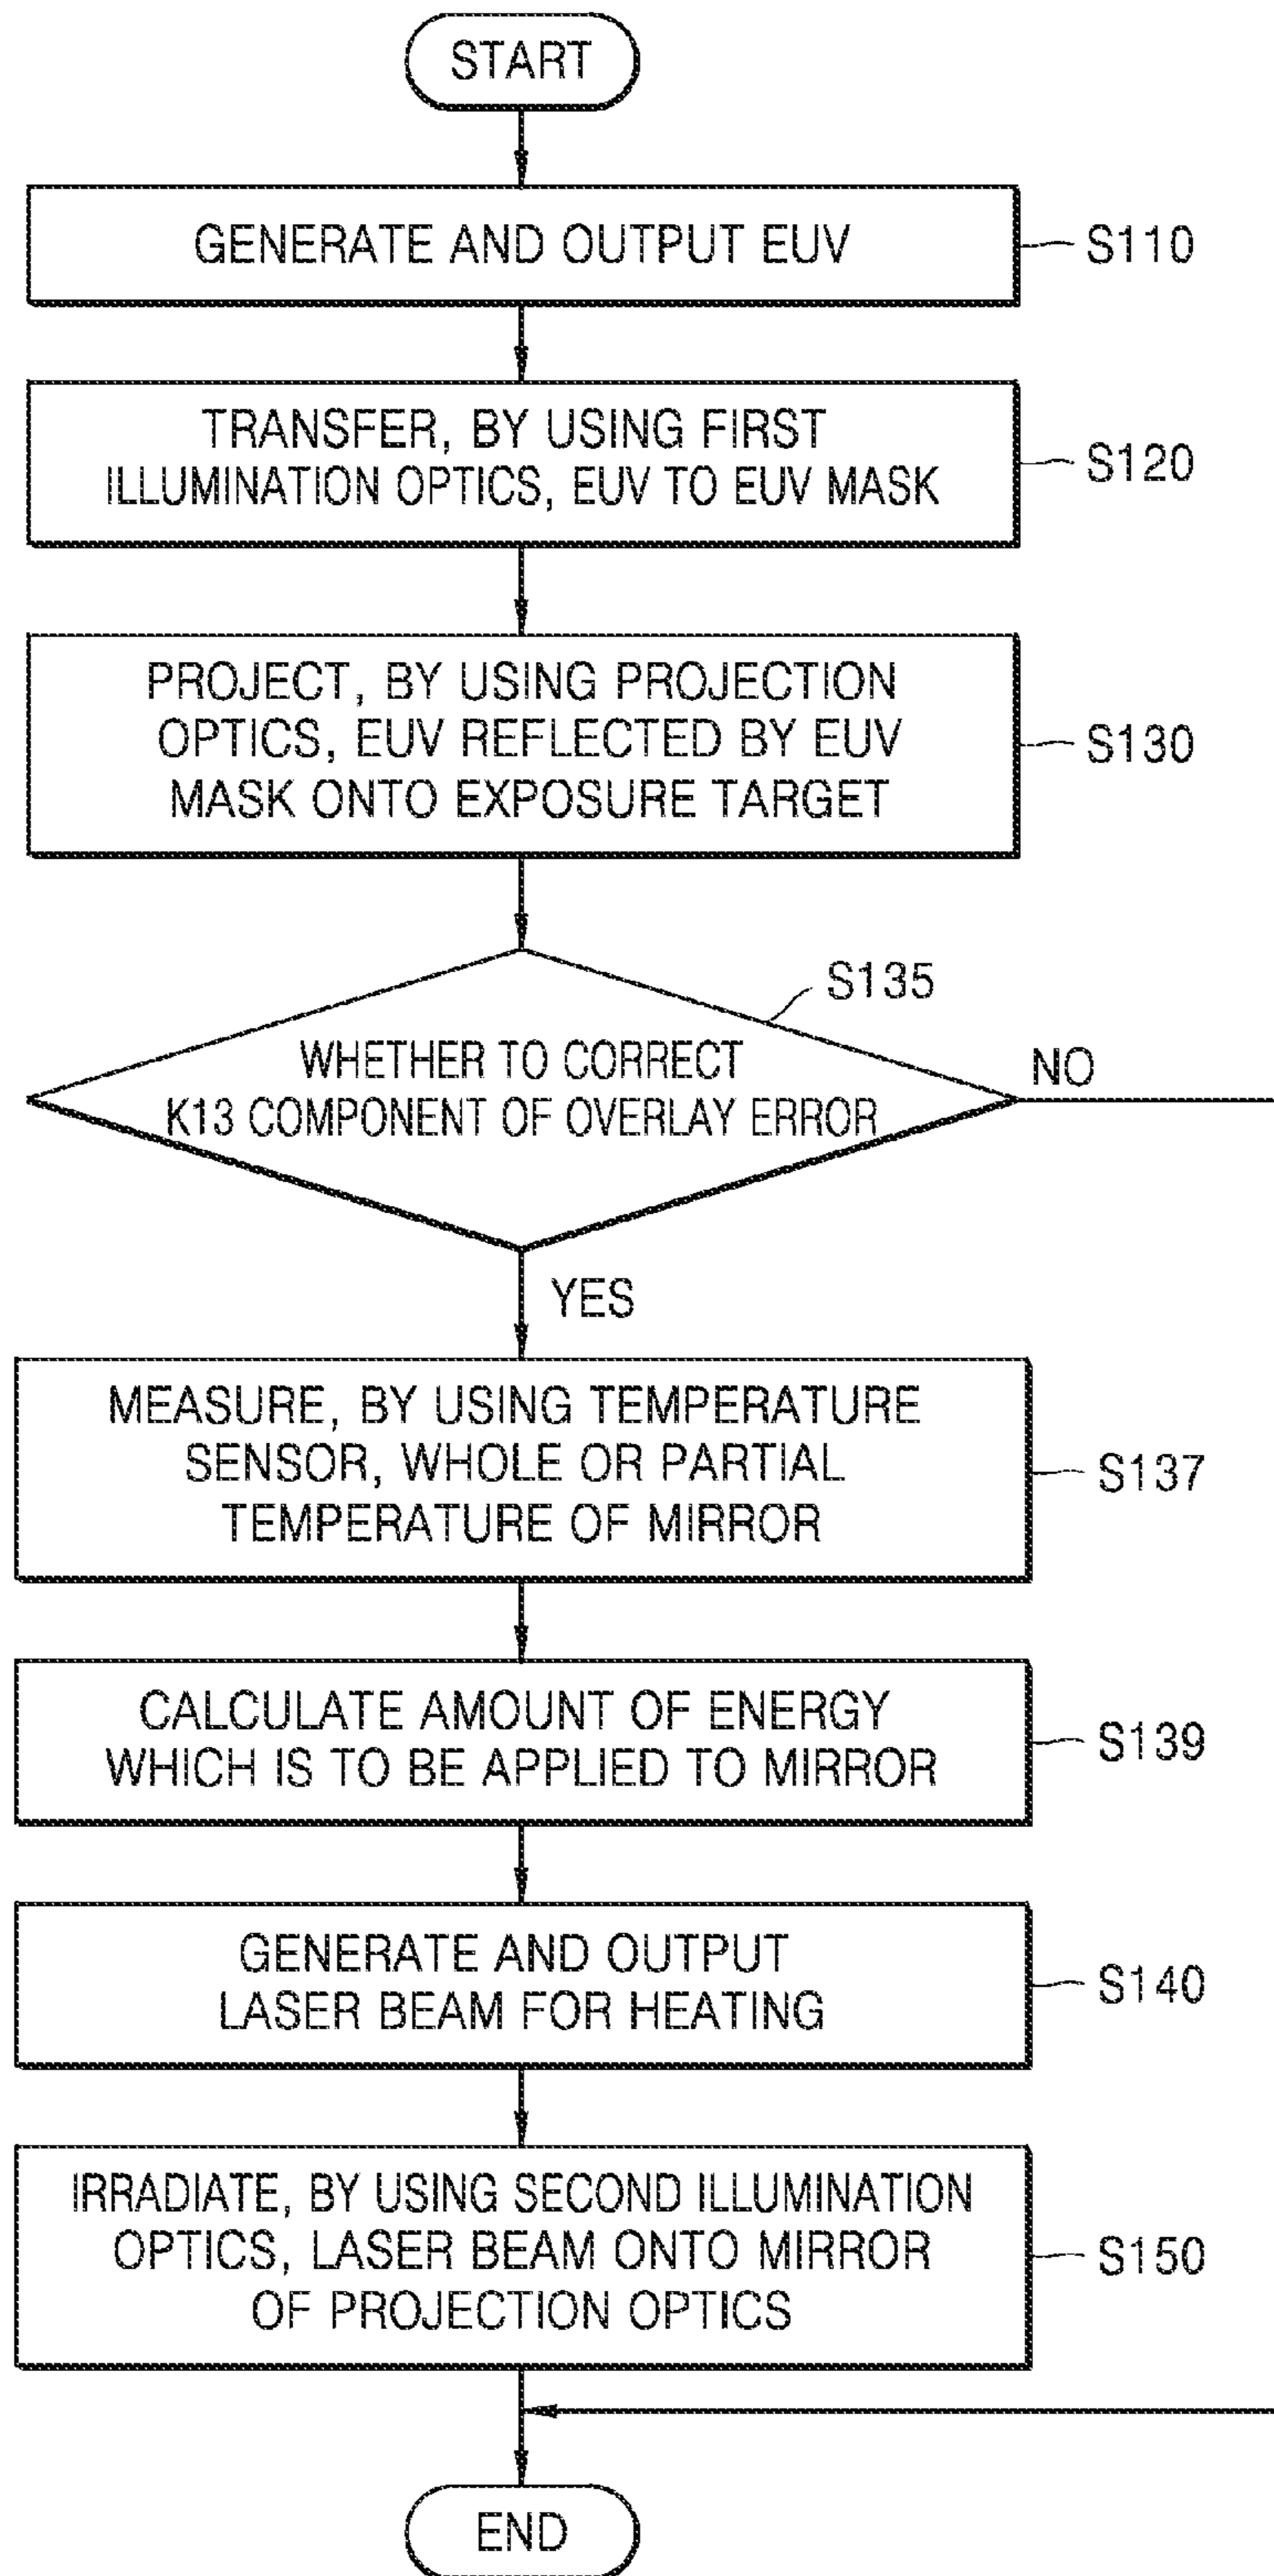 START
GENERATE AND OUTPUT EUV
S110
TRANSFER, BY USING FIRST
ILLUMINATION OPTICS, EUV TO EUV MASK
S120
PROJECT, BY USING PROJECTION
OPTICS, EUV REFLECTED BY EUV
MASK ONTO EXPOSURE TARGET
S130
S135
WHETHER TO CORRECT
K13 COMPONENT OF OVERLAY ERROR
NO
YES
MEASURE, BY USING TEMPERATURE
SENSOR, WHOLE OR PARTIAL
TEMPERATURE OF MIRROR
S137
CALCULATE AMOUNT OF ENERGY
WHICH IS TO BE APPLIED TO MIRROR
S139
GENERATE AND OUTPUT
LASER BEAM FOR HEATING
S140
IRRADIATE, BY USING SECOND ILLUMINATION
OPTICS, LASER BEAM ONTO MIRROR
OF PROJECTION OPTICS
S150
END